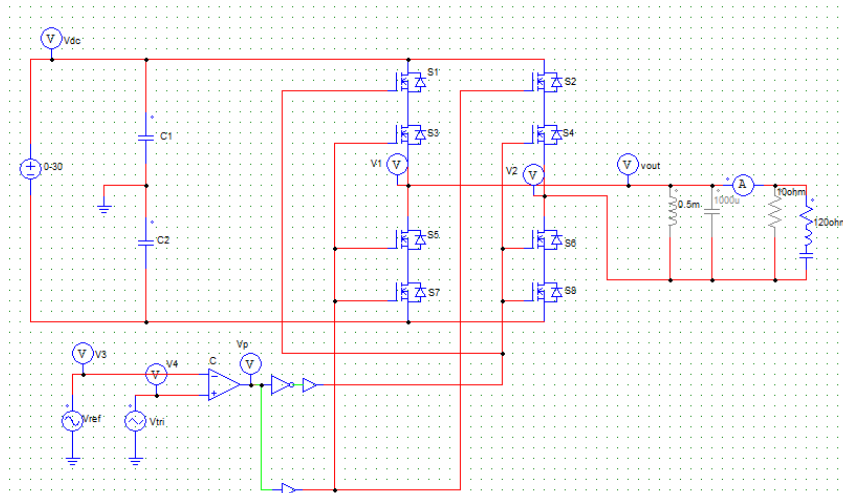 V
Vdc
S1
S2
C1
S3
S4
V1
V
V2
V
V
vout
0-30
A
10ohm
1000u
0.5m
120ohm
C2
S5
S6
S7
S8
Vp
V
V3
V4
V
V
C
Vref
Vtri